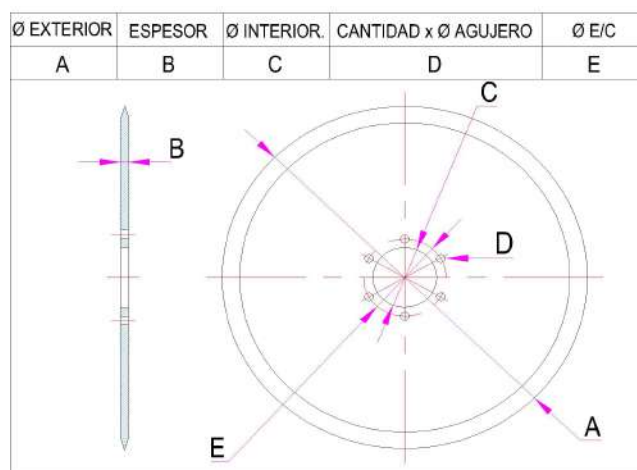 Ø EXTERIOR ESPESOR Ø INTERIOR. CANTIDAD x Ø AGUJERO Ø E/C
A B C D E
C
B
D
A
E